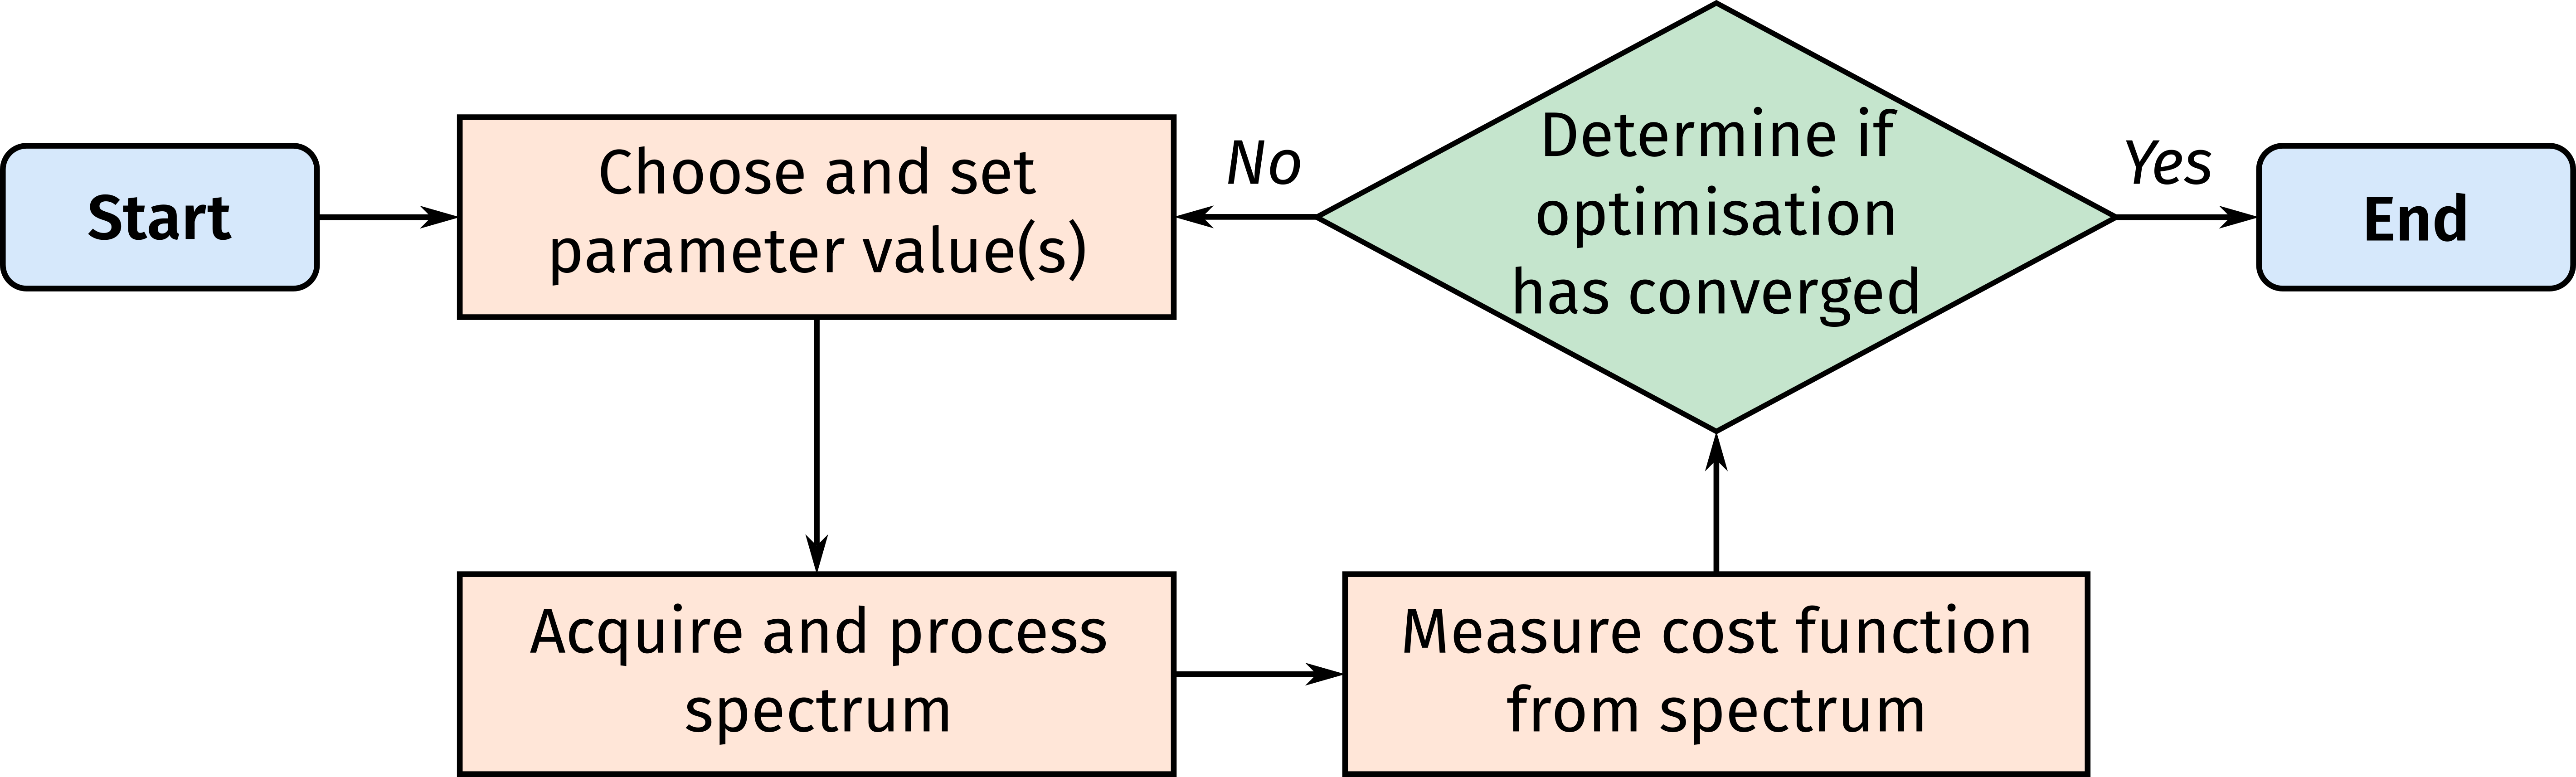 Start
Choose and set
parameter value(s)
No
Determine if
optimisation
has converged
Yes
End
Acquire and process
spectrum
Measure cost function
from spectrum